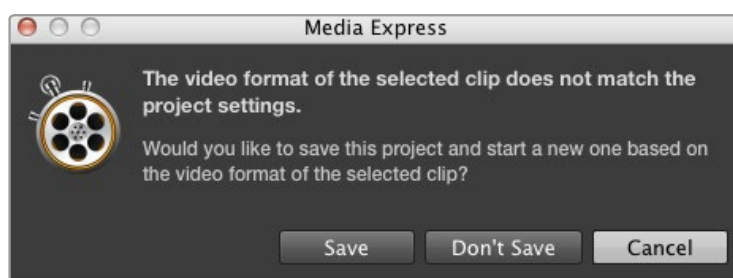 Media Express
The video format of the selected clip does not match the
project settings.
Would you like to save this project and start a new one based on
the video format of the selected clip?
Save
Don't Save
Cancel